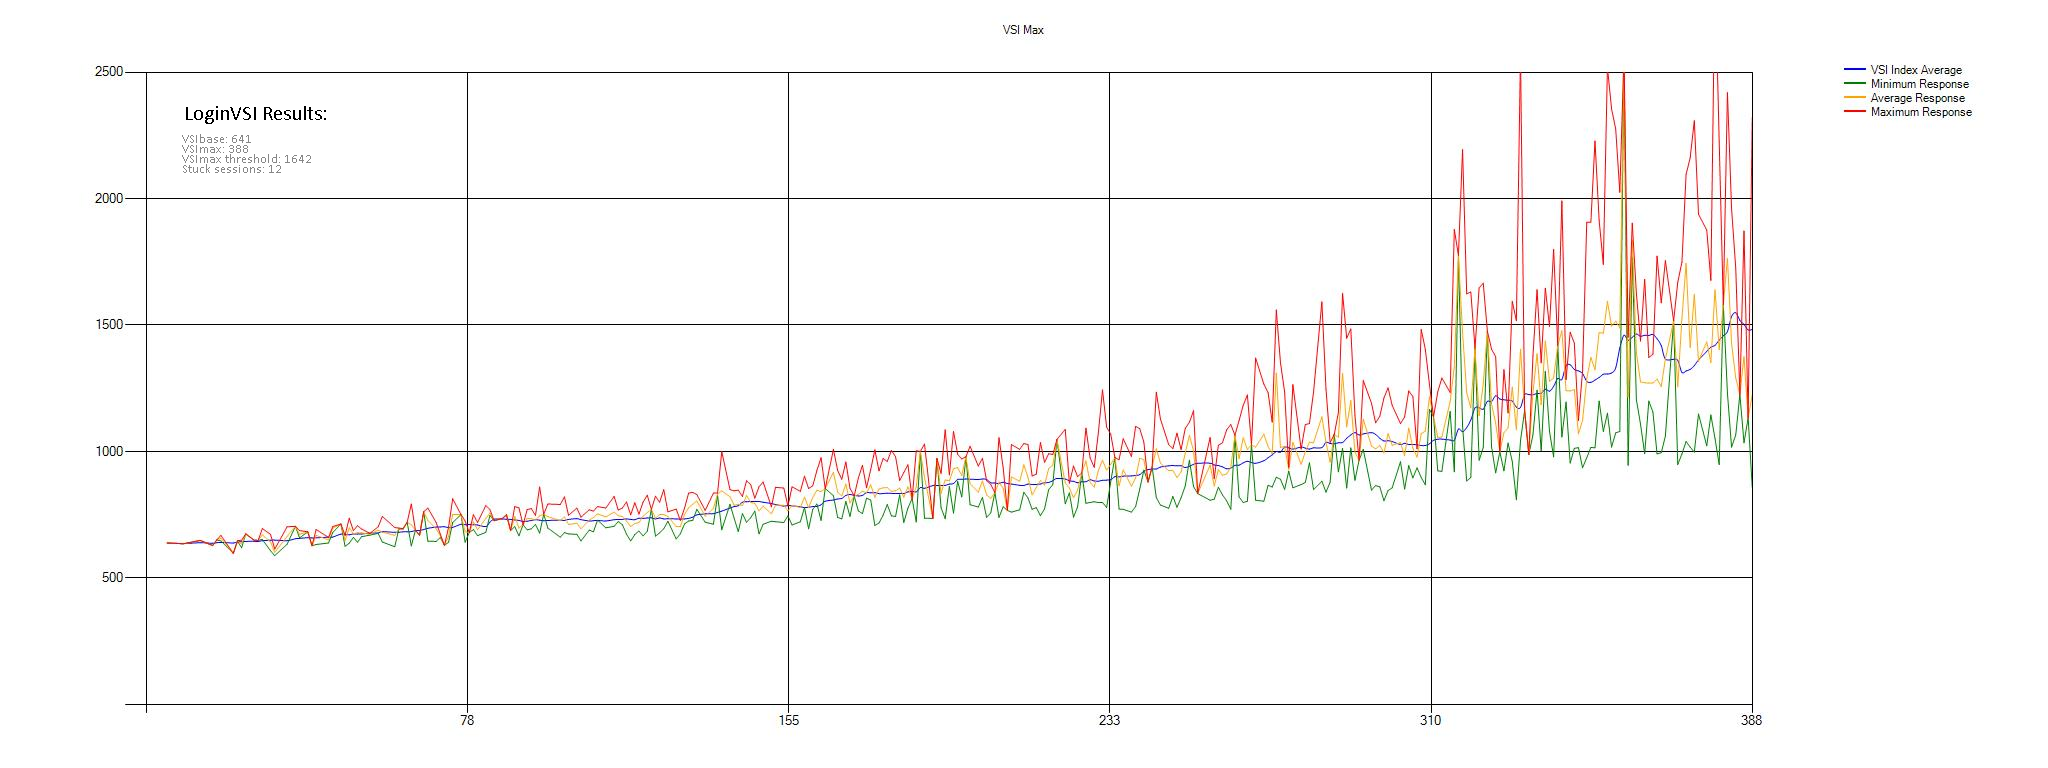 VSI Max
2500
2000
1500
1000
500
LoginVSI Results:
VSIbase: 641
VSImax: 388
VSImax threshold: 1642
Stuck sessions: 12
VSI Index Average
Minimum Response
Average Response
Maximum Response
78
155
233
310
388